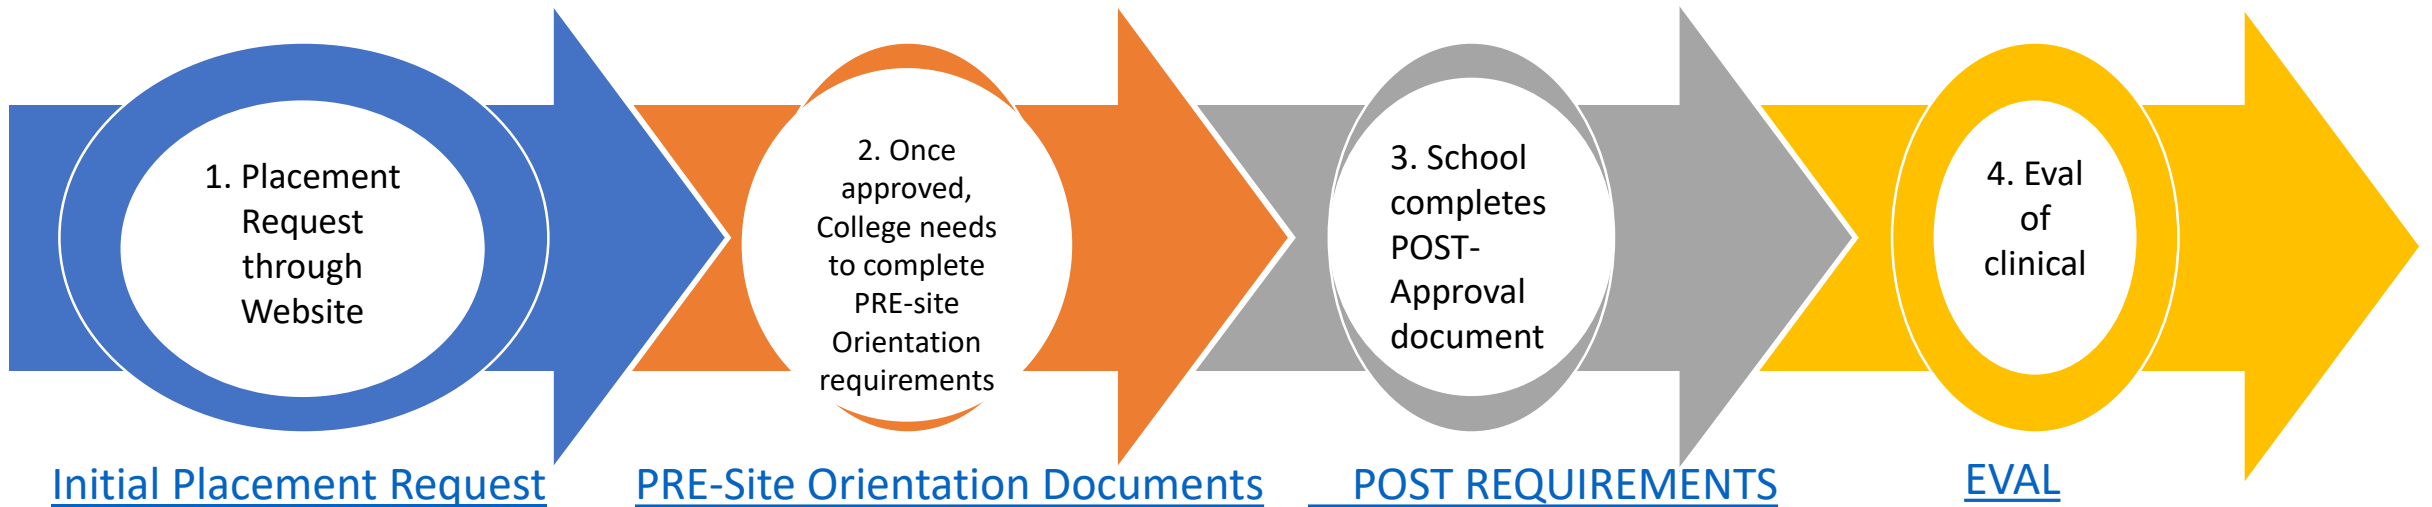 1. Placement
Request
through
Website
2. Once
approved,
College needs
to complete
PRE-site
Orientation
requirements
3. School
completes
POST-
Approval
document
4. Eval
of
clinical
Initial Placement Request
PRE-Site Orientation Documents
POST REQUIREMENTS
EVAL